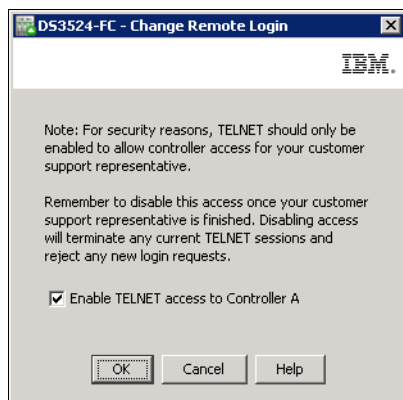 DS3524-FC - Change Remote Login
IBM.
Note: For security reasons, TELNET should only be
enabled to allow controller access for your customer
support representative.
Remember to disable this access once your customer
support representative is finished. Disabling access
will terminate any current TELNET sessions and
reject any new login requests.
Enable TELNET access to Controller A
OK Cancel Help